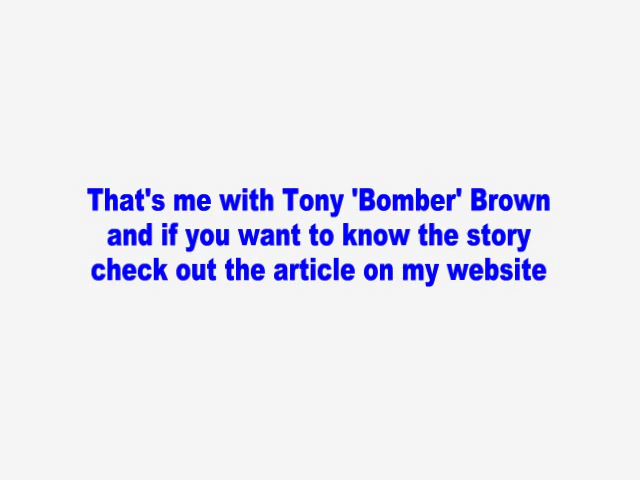 That's me with Tony 'Bomber' Brown
and if you want to know the story
check out the article on my website